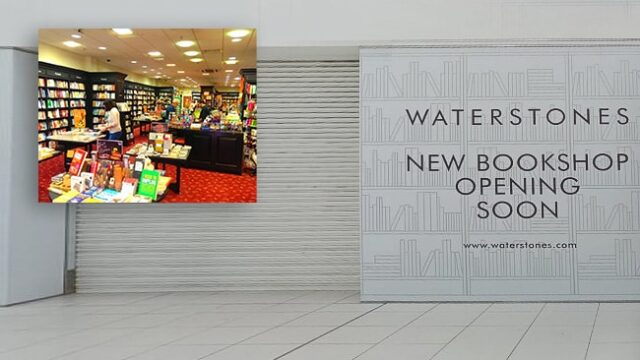 WATERSTONES
NEW BOOKSHOP
OPENING
SOON
www.waterstones.com